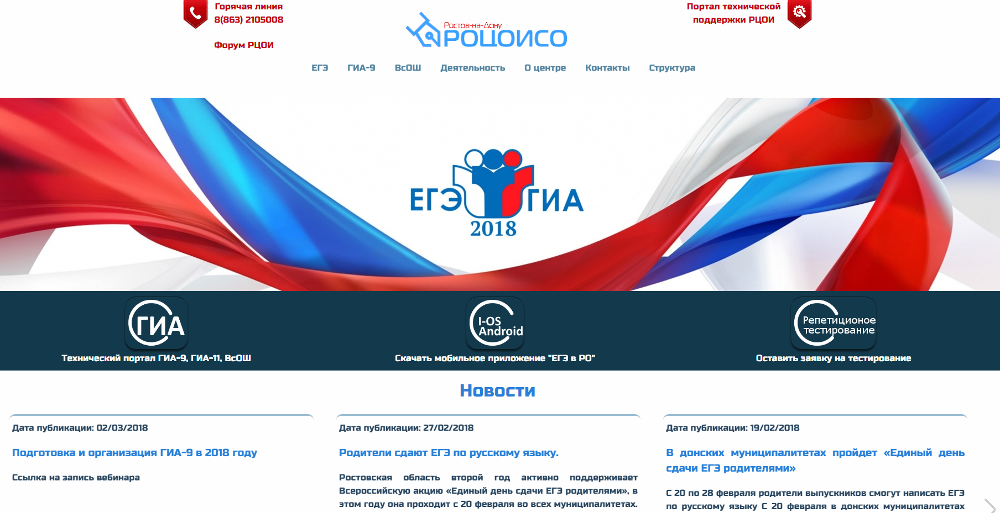 Горячая линия
8(863) 2105008
Форум РЦОИ
Ростов-на-Дону
РОЦОИСО
Портал технической
поддержки РЦОИ
ЕГЭ ГИА-9 ВсОШ Деятельность О центре Контакты Структура
ЕГЭ ГИА
2018
ГИА
Технический портал ГИА-9, ГИА-11, ВсОШ
I-OS
Android
Скачать мобильное приложение "ЕГЭ в РО"
Репетиционое
тестирование
Оставить заявку на тестирование
Новости
Дата публикации: 02/03/2018
Подготовка и организация ГИА-9 в 2018 году
Ссылка на запись вебинара
Дата публикации: 27/02/2018
Родители сдают ЕГЭ по русскому языку.
Ростовская область второй год активно поддерживает
Всероссийскую акцию «Единый день сдачи ЕГЭ родителями», в
этом году она проходит с 20 февраля во всех муниципалитетах.
Дата публикации: 19/02/2018
В донских муниципалитетах пройдет «Единый день
сдачи ЕГЭ родителями»
С 20 по 28 февраля родители выпускников смогут написать ЕГЭ
по русскому языку С 20 февраля в донских муниципалитетах